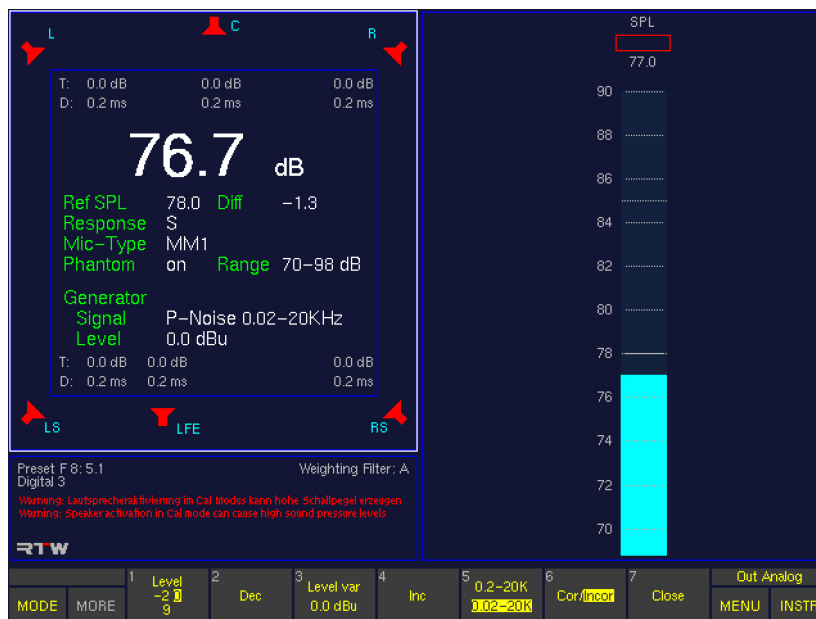 L
C
R
T: 0.0 dB 0.0 dB 0.0 dB
D: 0.2 ms 0.2 ms 0.2 ms
76.7 dB
Ref SPL 78.0 Diff −1.3
Response S
Mic−Type MM1
Phantom on Range 70−98 dB
Generator
Signal P−Noise 0.02−20KHz
Level 0.0 dBu
T: 0.0 dB 0.0 dB 0.0 dB
D: 0.2 ms 0.2 ms 0.2 ms
LS
LFE
RS
Preset F 8: 5.1 Weighting Filter: A
Digital 3
Warnung: Lautsprecheraktivierung im Cal Modus kann hohe Schallpegel erzeugen
Warning: Speaker activation in Cal mode can cause high sound pressure levels
RTW
SPL
77.0
90
88
86
84
82
80
78
76
74
72
70
MODE
MORE
1 Level
−2 0
9
2 Dec
3 Level var
0.0 dBu
4 Inc
5 0.2−20K
0.02−20K
6 Cor/Incor
7 Close
Out Analog
MENU
INSTR